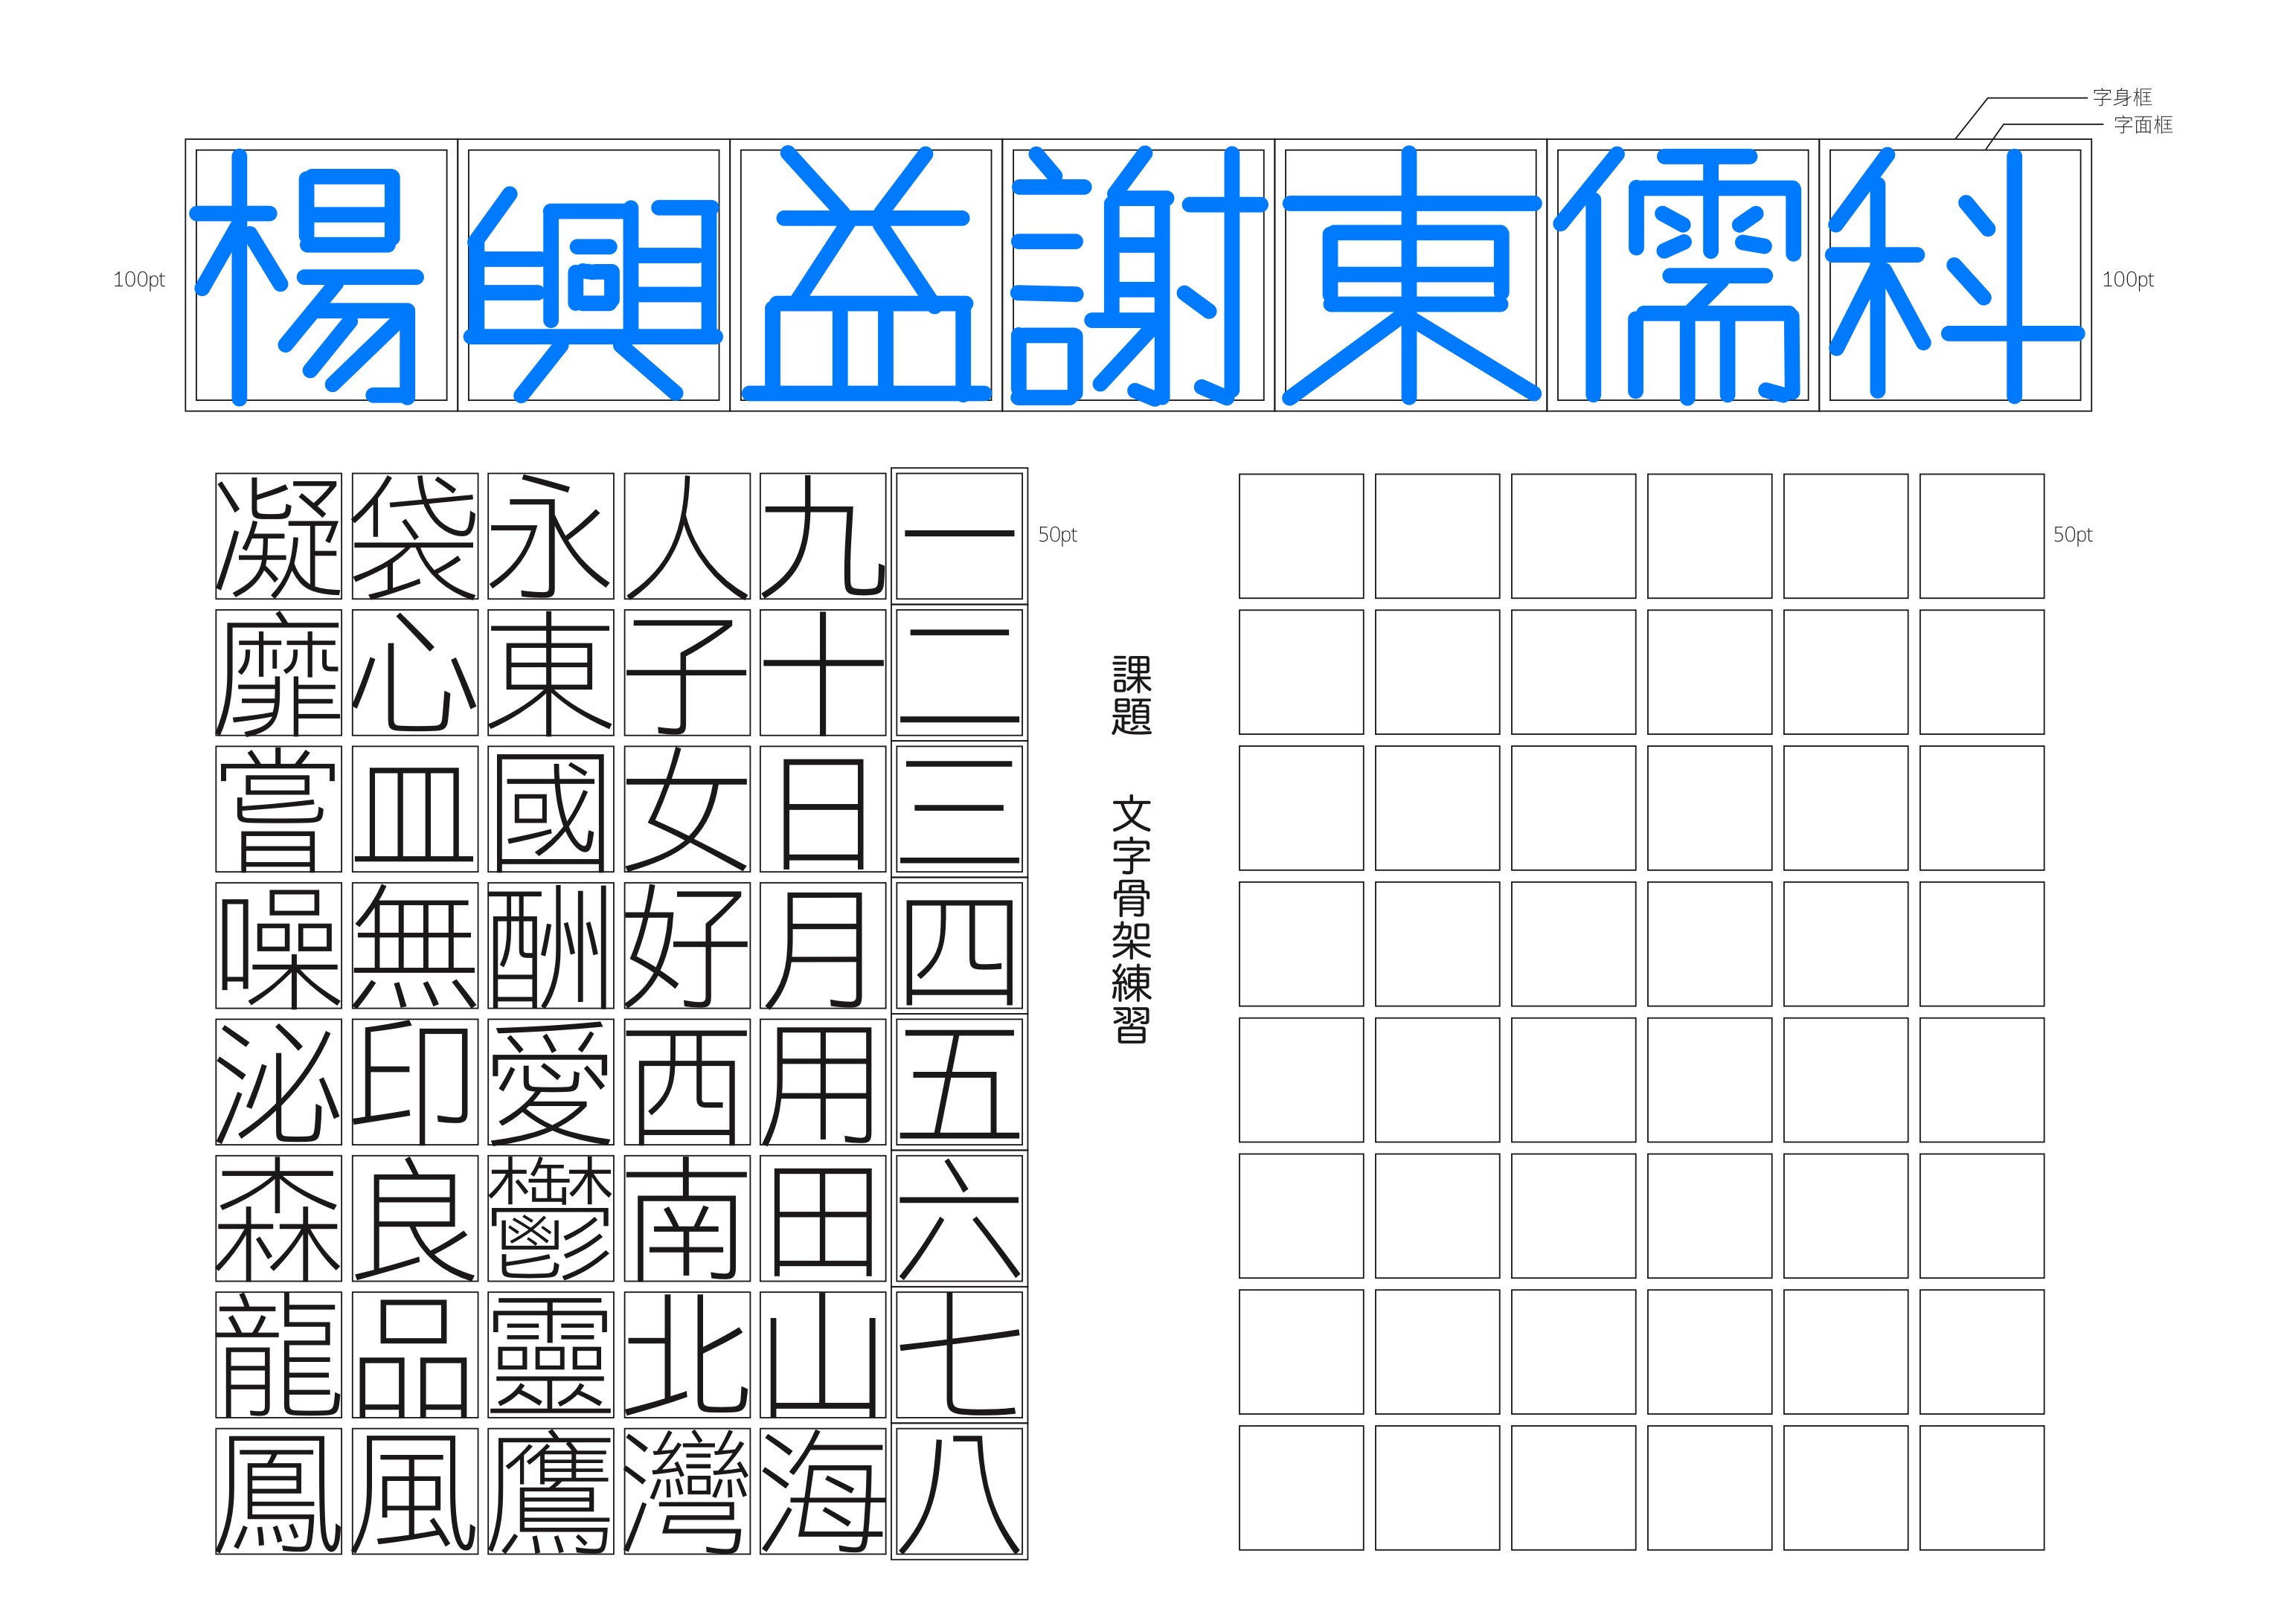 字身框
字面框
楊興益謝東儒科
100pt
100pt
課題 文字骨架練習
一二三四五六七八
九十日月用田山海
人子女好西南北灣
永東國酬愛鬱靈鷹
袋心皿無印良品風
凝靡嘗噪泌森龍鳳
50pt
50pt